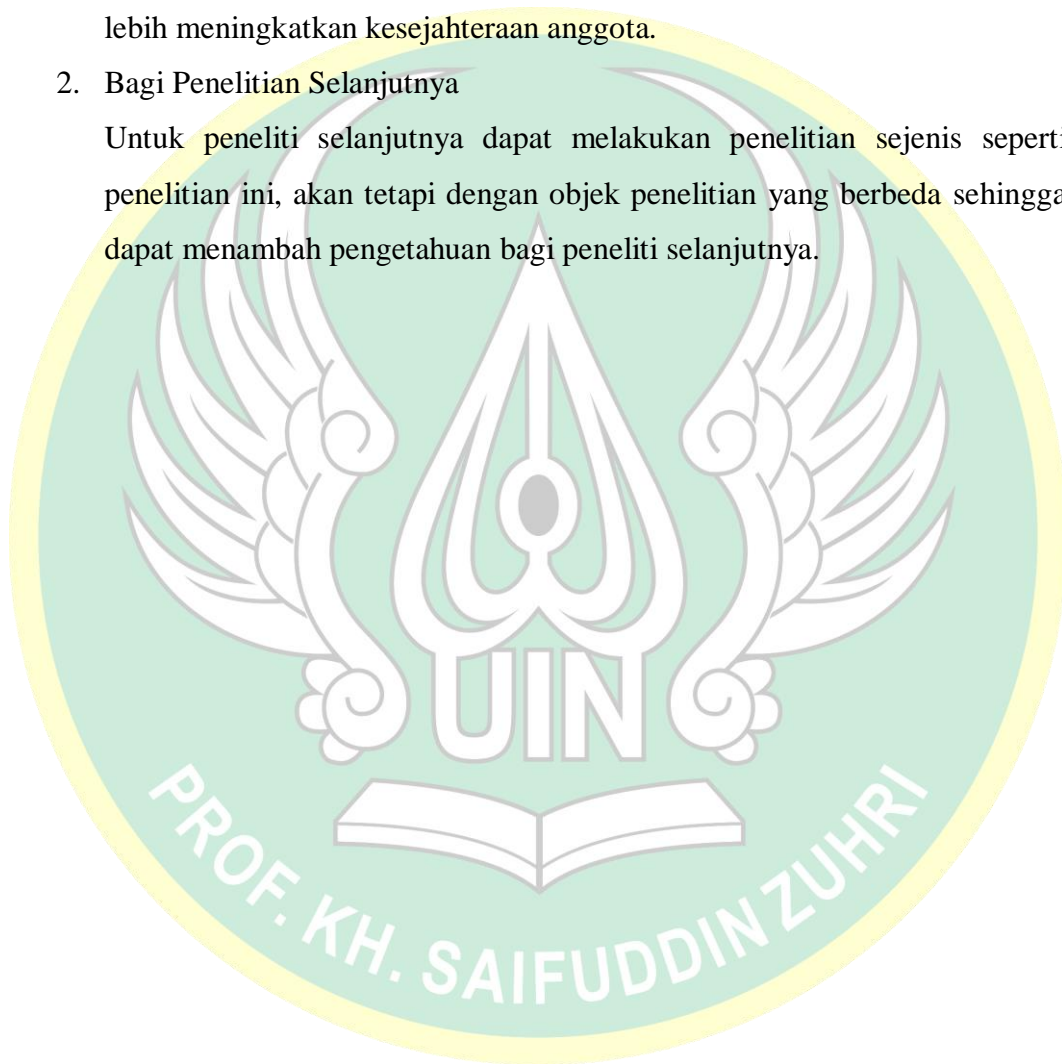 lebih meningkatkan kesejahteraan anggota.
2. Bagi Penelitian Selanjutnya
Untuk peneliti selanjutnya dapat melakukan penelitian sejenis seperti
penelitian ini, akan tetapi dengan objek penelitian yang berbeda sehingga
dapat menambah pengetahuan bagi peneliti selanjutnya.
UIN
PROF. KH. SAIFUDDIN ZUHRI